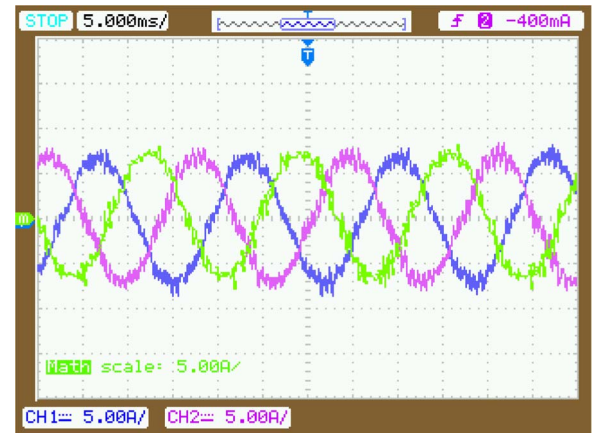 STOP 5.000ms/ T f 2 -400mA
T
m
Math scale: 5.00A/
CH1 5.00A/ CH2 5.00A/